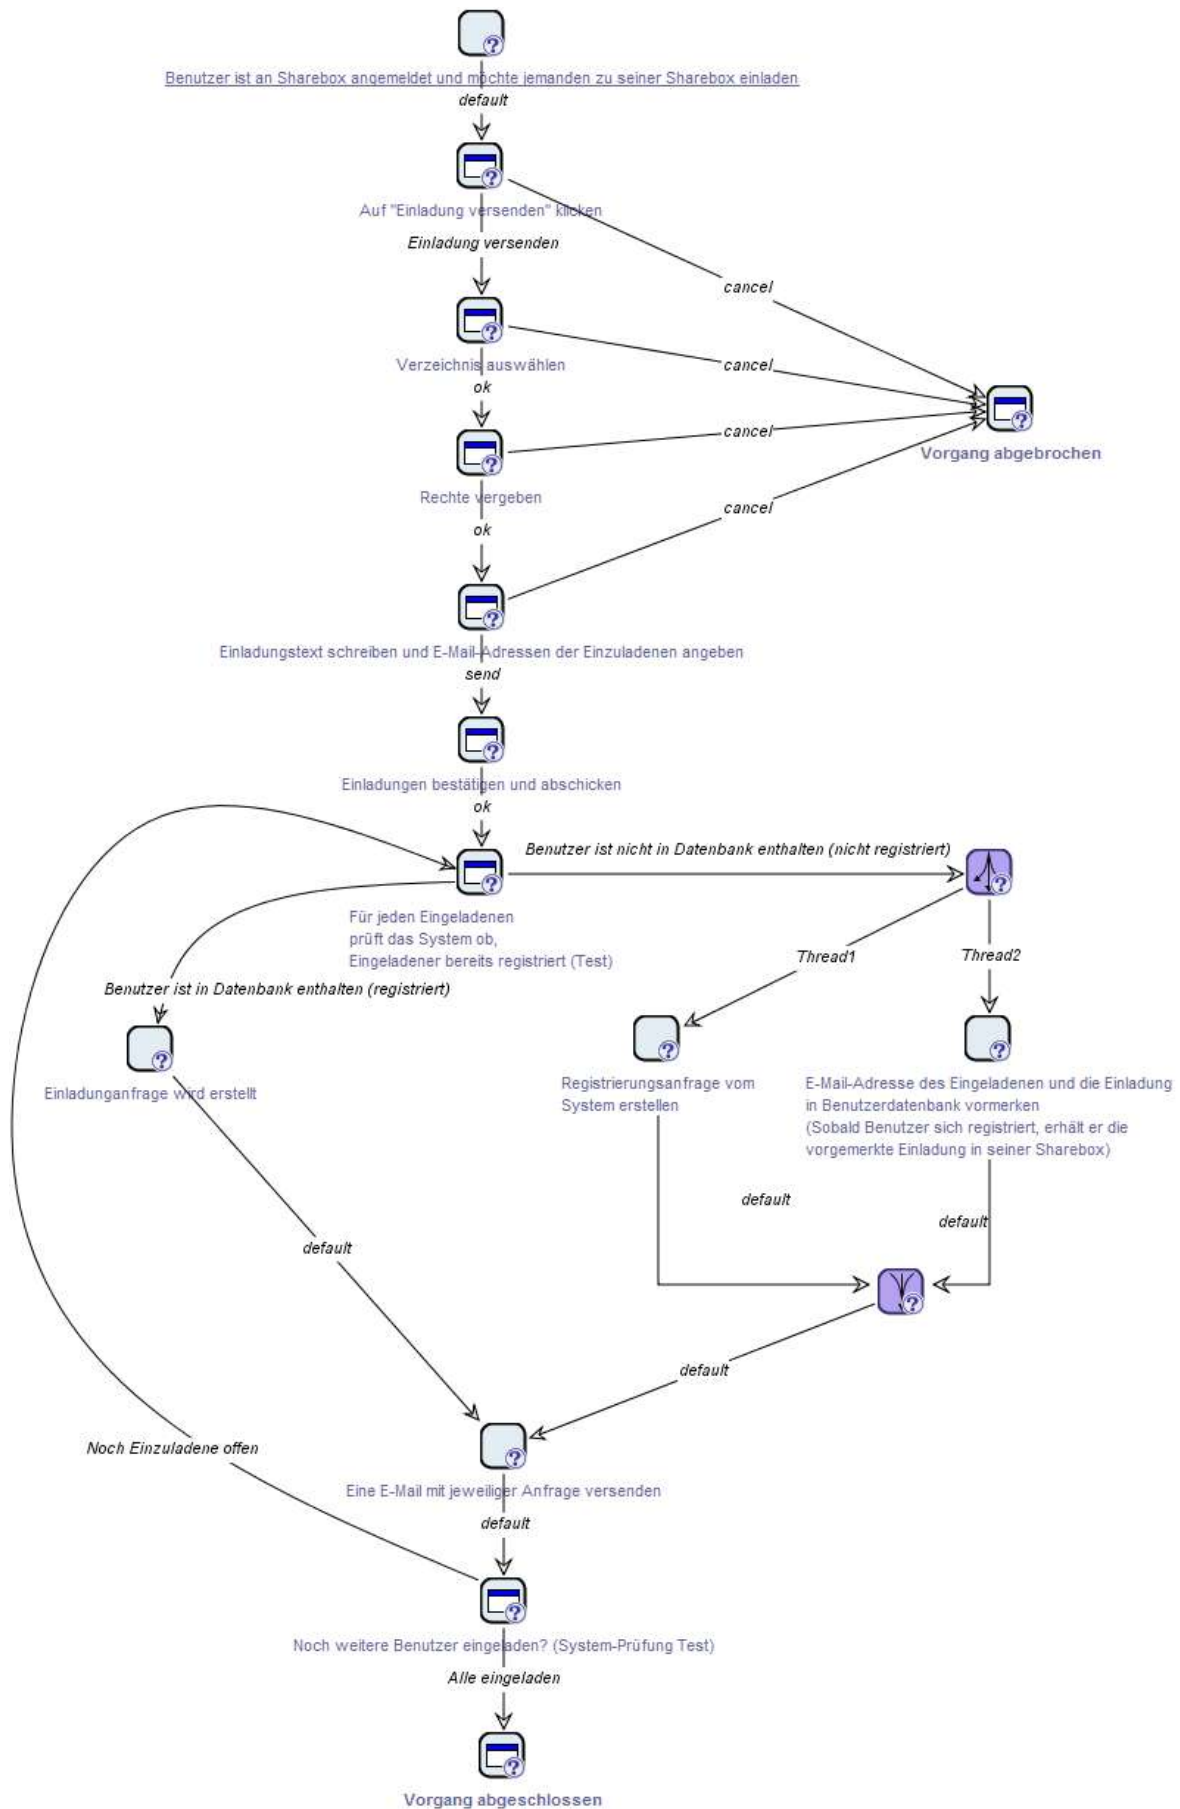 Benutzer ist an Sharebox angemeldet und möchte jemanden zu seiner Sharebox einladen
default
Auf "Einladung versenden" klicken
Einladung versenden
cancel
Verzeichnis auswählen
cancel
ok
cancel
Vorgang abgebrochen
Rechte vergeben
cancel
ok
Einladungstext schreiben und E-Mail-Adressen der Einzuladenen angeben
send
Einladungen bestätigen und abschicken
ok
Benutzer ist nicht in Datenbank enthalten (nicht registriert)
Für jeden Eingeladenen
prüft das System ob,
Eingeladener bereits registriert (Test)
Thread1
Thread2
Benutzer ist in Datenbank enthalten (registriert)
Einladunganfrage wird erstellt
Registrierungsanfrage vom
System erstellen
E-Mail-Adresse des Eingeladenen und die Einladung
in Benutzerdatenbank vormerken
(Sobald Benutzer sich registriert, erhält er die
vorgemerkte Einladung in seiner Sharebox)
default
default
default
default
Noch Einzuladene offen
Eine E-Mail mit jeweiliger Anfrage versenden
default
Noch weitere Benutzer eingeladen? (System-Prüfung Test)
Alle eingeladen
Vorgang abgeschlossen